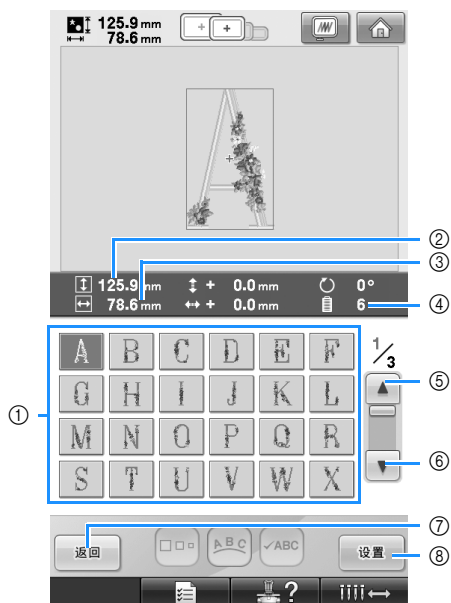 125.9 mm
78.6 mm
A
②
③
125.9 mm + 0.0 mm 0°
78.6 mm + 0.0 mm 6
④
A B C D E F
1/3
G H I J K L
⑤
①
M N O P Q R
⑥
S T U V W X
⑦
返回 ABC ✓ABC 设置
⑧
?